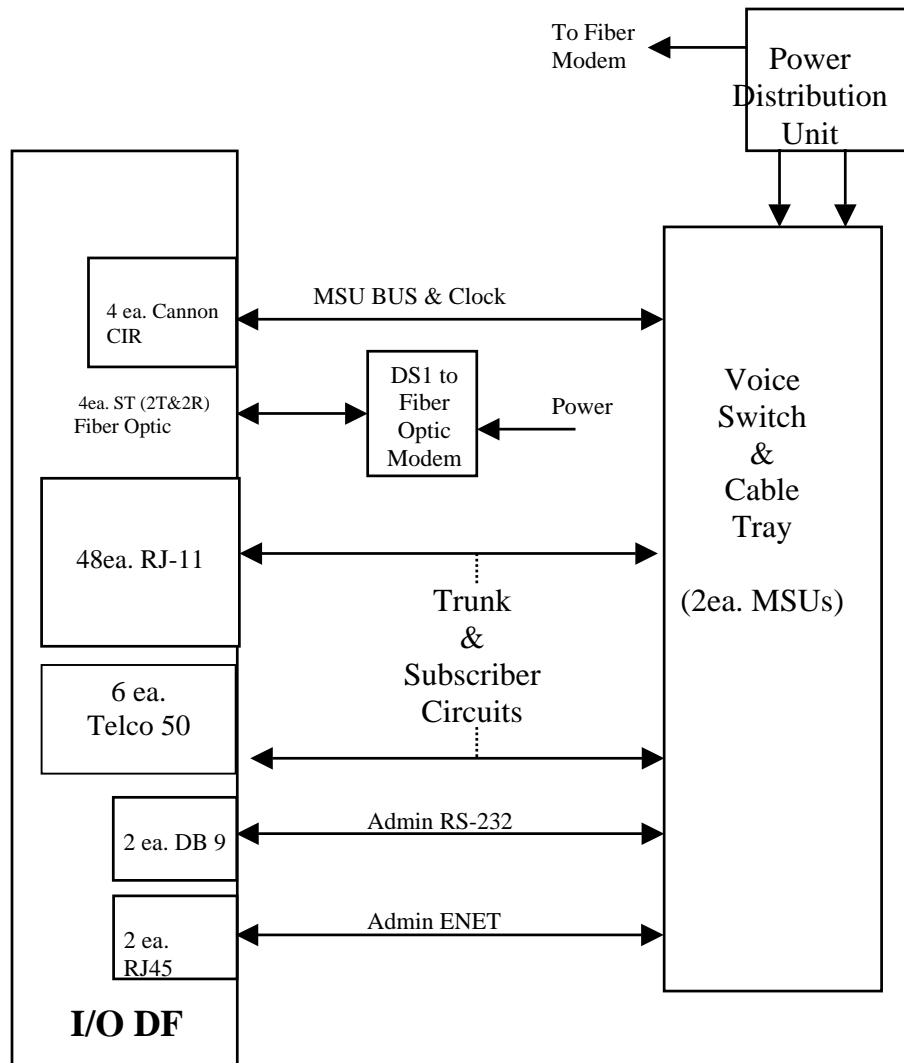 To Fiber
Modem
Power
Distribution
Unit
4 ea. Cannon
CIR
MSU BUS & Clock
4ea. ST (2T&2R)
Fiber Optic
DS1 to
Fiber
Optic
Modem
Power
Voice
Switch
&
Cable
Tray
(2ea. MSUs)
48ea. RJ-11
Trunk
&
Subscriber
Circuits
6 ea.
Telco 50
2 ea. DB 9
Admin RS-232
2 ea.
RJ45
Admin ENET
I/O DF